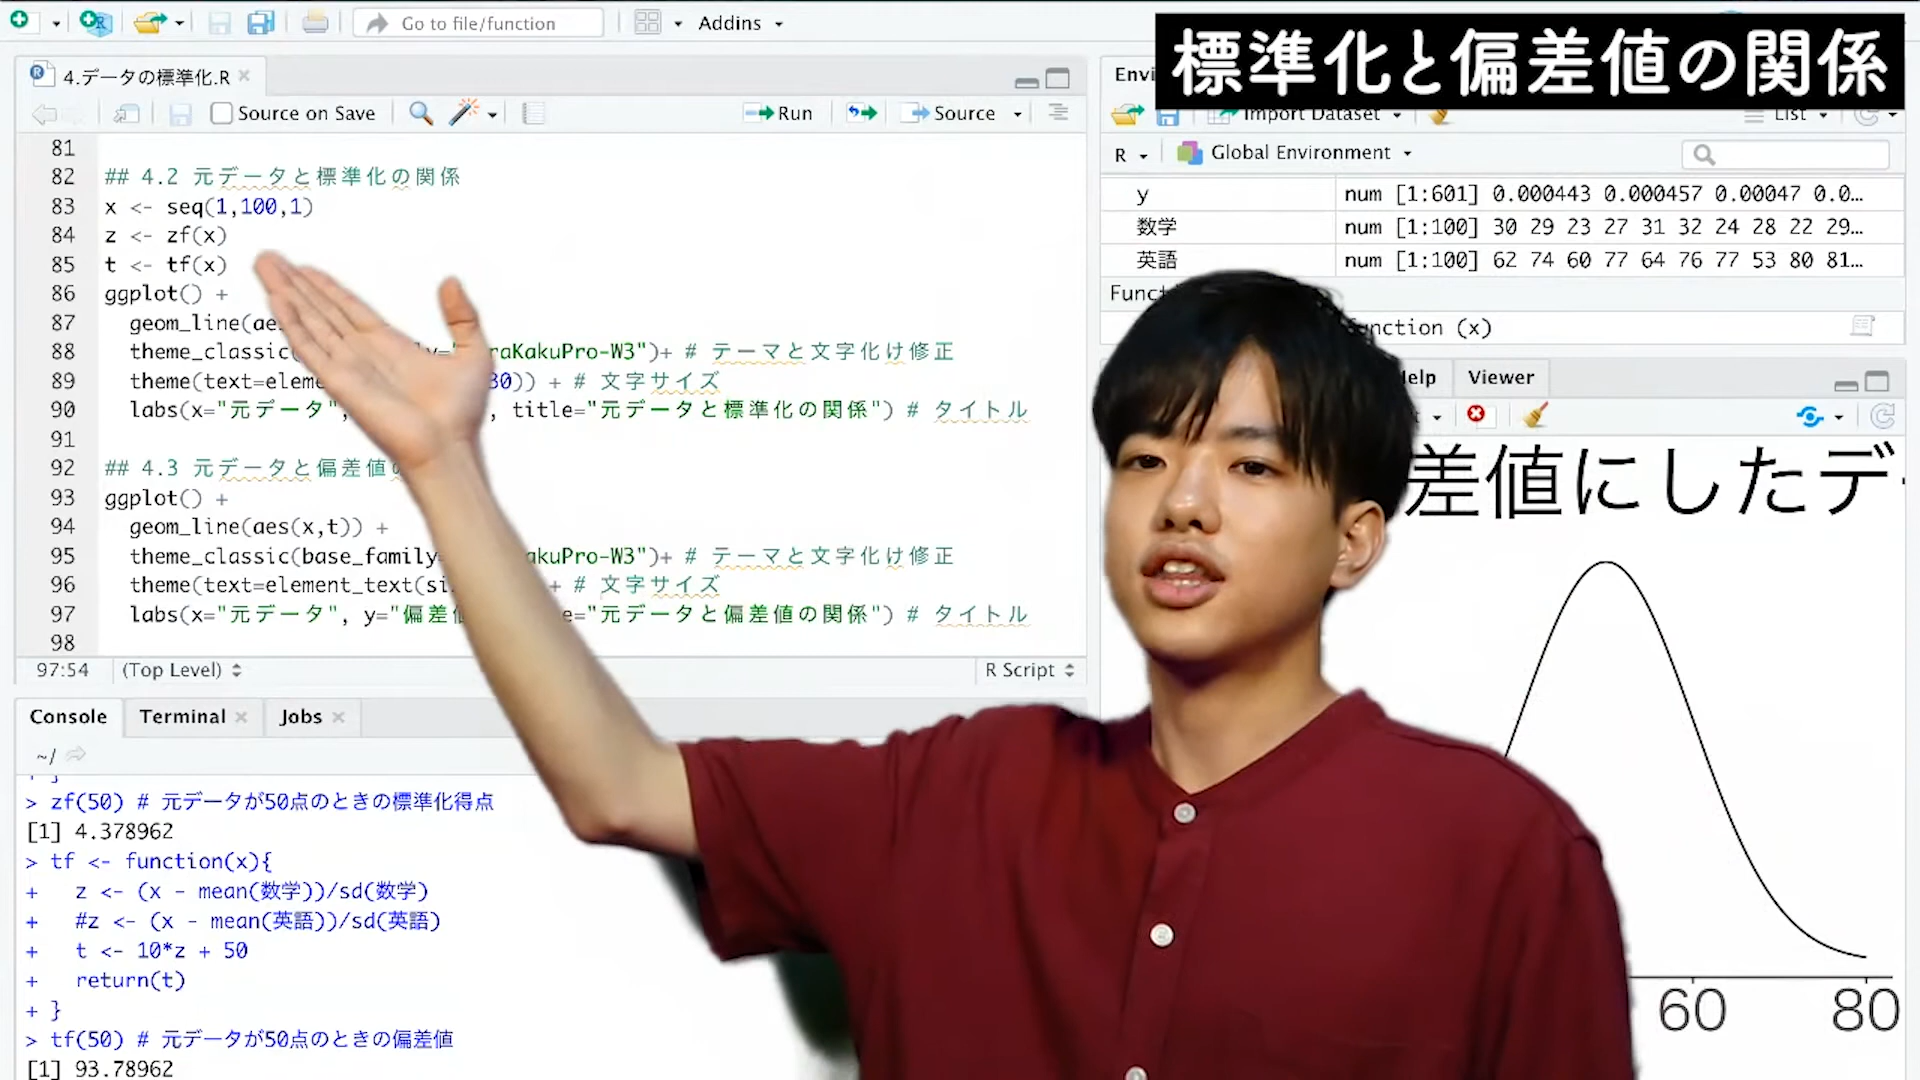 Go to file/function
Addins
標準化と偏差値の関係
4.データの標準化.R
Source on Save
Run
Source
81
82 ## 4.2 元データと標準化の関係
83 x <- seq(1,100,1)
84 z <- zf(x)
85 t <- tf(x)
86 ggplot() +
87 geom_line(ae
88 theme_classic( raKakuPro-W3")+ # テーマと文字化け修正
89 theme(text=eleme 30)) + # 文字サイズ
90 labs(x="元データ", , title="元データと標準化の関係") # タイトル
91
92 ## 4.3 元データと偏差値
93 ggplot() +
94 geom_line(aes(x,t)) +
95 theme_classic(base_family= akuPro-W3")+ # テーマと文字化け修正
96 theme(text=element_text(si + # 文字サイズ
97 labs(x="元データ", y="偏差値 e="元データと偏差値の関係") # タイトル
98
97:54 (Top Level) R Script
Console Terminal Jobs
~/
> zf(50) # 元データが50点のときの標準化得点
[1] 4.378962
> tf <- function(x){
+ z <- (x - mean(数学))/sd(数学)
+ #z <- (x - mean(英語))/sd(英語)
+ t <- 10*z + 50
+ return(t)
+ }
> tf(50) # 元データが50点のときの偏差値
[1] 93.78962
Envi
Import Dataset
List
R Global Environment
y num [1:601] 0.000443 0.000457 0.00047 0.0…
数学 num [1:100] 30 29 23 27 31 32 24 28 22 29…
英語 num [1:100] 62 74 60 77 64 76 77 53 80 81…
Funct
function (x)
Help Viewer
差値にしたデ
60 80